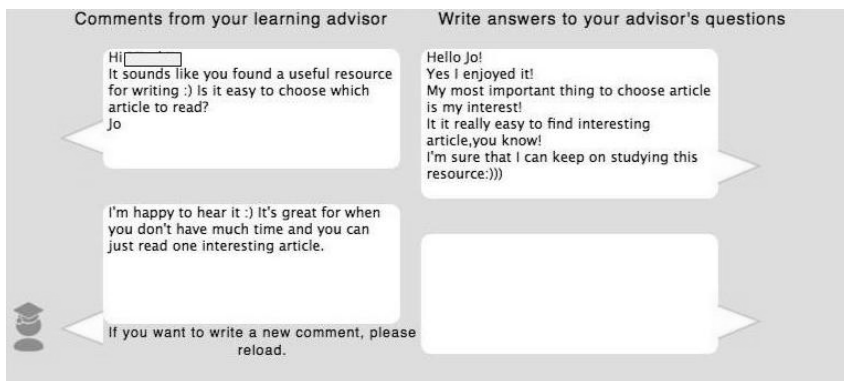 Comments from your learning advisor
Write answers to your advisor's questions
Hi
It sounds like you found a useful resource
for writing :) Is it easy to choose which
article to read?
Jo
Hello Jo!
Yes I enjoyed it!
My most important thing to choose article
is my interest!
It it really easy to find interesting
article,you know!
I'm sure that I can keep on studying this
resource:)))
I'm happy to hear it :) It's great for when
you don't have much time and you can
just read one interesting article.
If you want to write a new comment, please
reload.